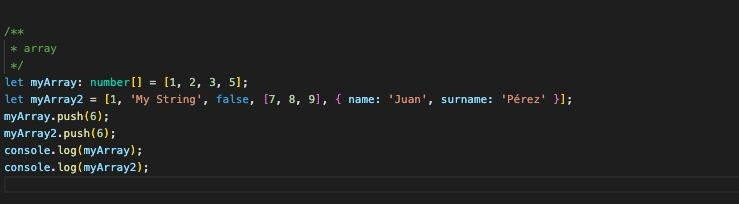 /**
 * array
 */
let myArray: number[] = [1, 2, 3, 5];
let myArray2 = [1, 'My String', false, [7, 8, 9], { name: 'Juan', surname: 'Pérez' }];
myArray.push(6);
myArray2.push(6);
console.log(myArray);
console.log(myArray2);